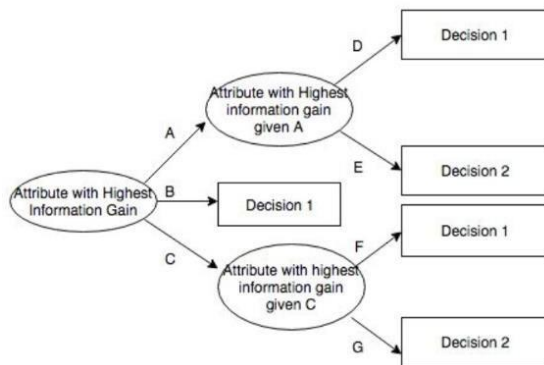 D
Decision 1
Attribute with Highest
information gain
given A
A
E
Decision 2
Attribute with Highest
Information Gain
B
Decision 1
C
F
Decision 1
Attribute with highest
information gain
given C
G
Decision 2